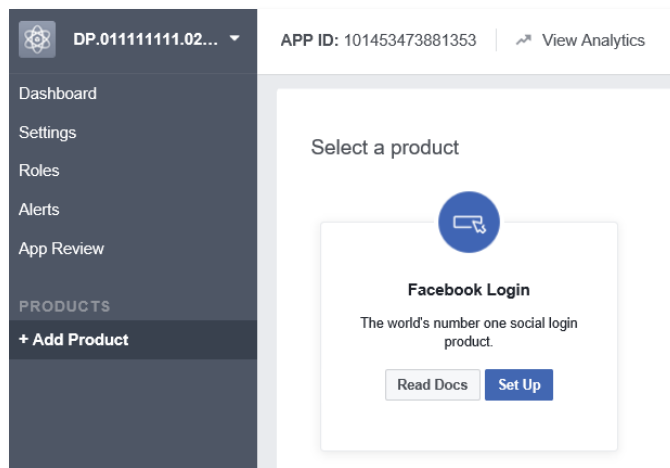 DP.011111111.02...
APP ID: 101453473881353
View Analytics
Dashboard
Settings
Roles
Alerts
App Review
PRODUCTS
+ Add Product
Select a product
Facebook Login
The world's number one social login
product.
Read Docs
Set Up